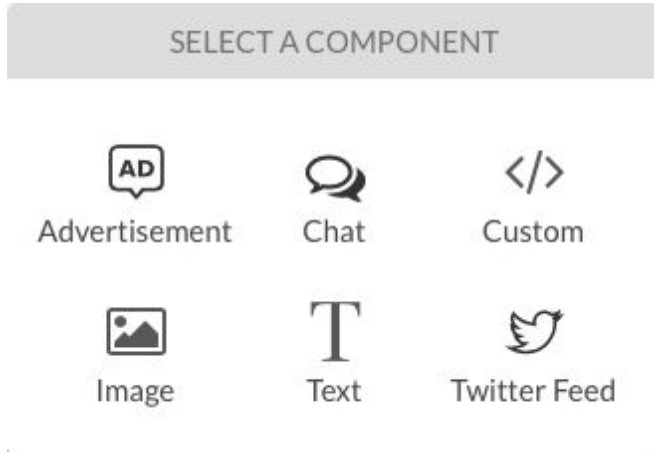 SELECT A COMPONENT
AD
Advertisement
Chat
</>
Custom
Image
T
Text
Twitter Feed